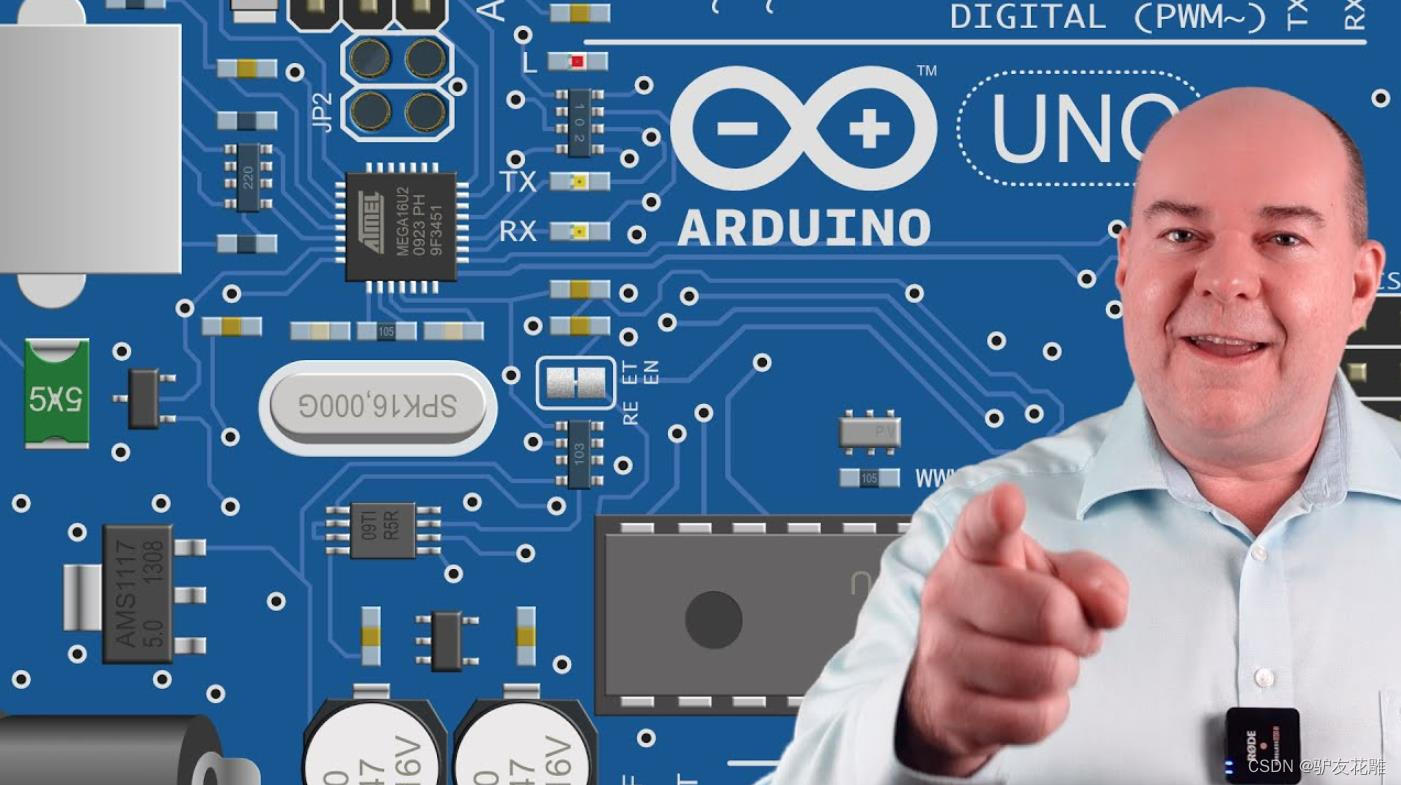 DIGITAL (PWM~)
TX
RX
L
TM
UNO
JP2
102
TX
220
ATMEL
MEGA16U2
0923 PH
9F3451
RX
ARDUINO
105
5X5
SPK16,000G
RE
ET
EN
103
PV
105
WW
09TI
R5R
AMS1117
5.0 1308
47
16V
47
16V
RØDE
CSDN @驴友花雕